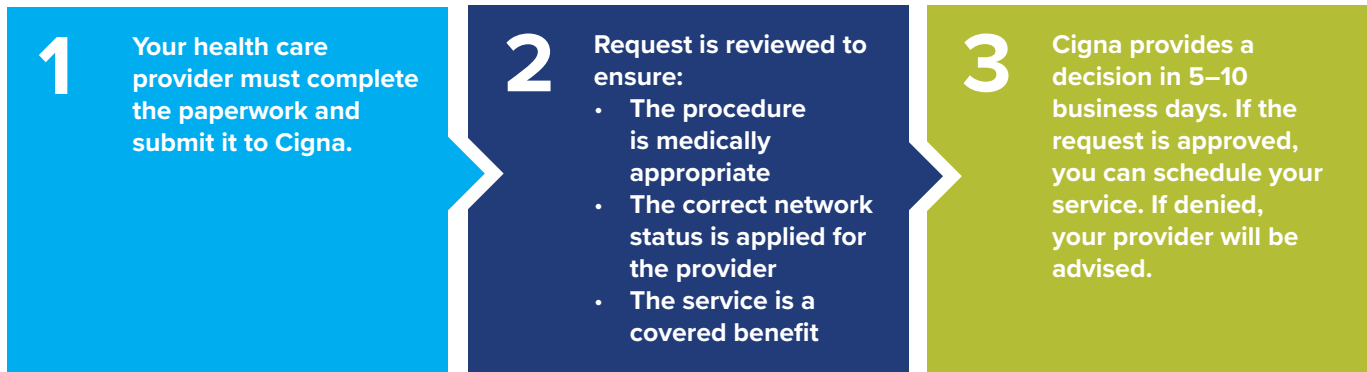 1
Your health care
provider must complete
the paperwork and
submit it to Cigna.
2
Request is reviewed to
ensure:
• The procedure
is medically
appropriate
• The correct network
status is applied for
the provider
• The service is a
covered benefit
3
Cigna provides a
decision in 5–10
business days. If the
request is approved,
you can schedule your
service. If denied,
your provider will be
advised.